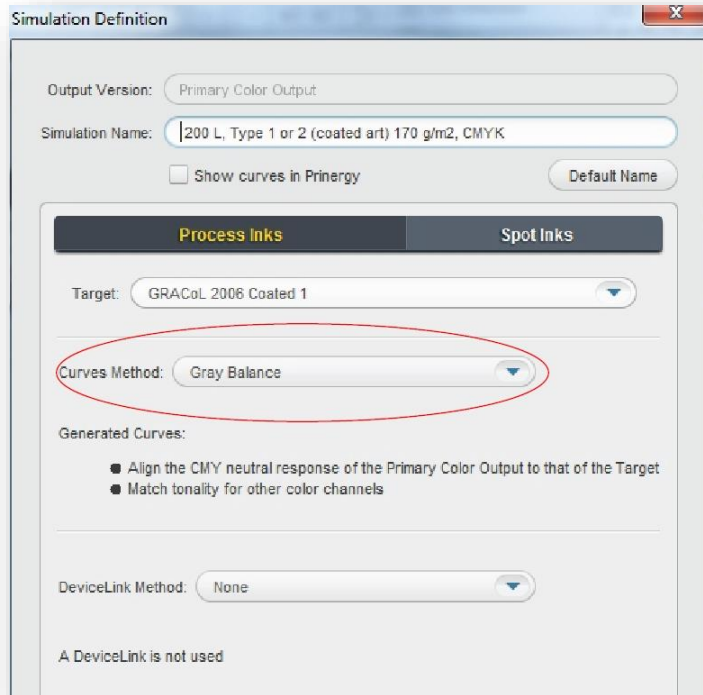 Simulation Definition
Output Version: Primary Color Output
Simulation Name: 200 L, Type 1 or 2 (coated art) 170 g/m2, CMYK
Show curves in Prinergy Default Name
Process Inks Spot Inks
Target: GRACoL 2006 Coated 1
Curves Method: Gray Balance
Generated Curves:
Align the CMY neutral response of the Primary Color Output to that of the Target
Match tonality for other color channels
DeviceLink Method: None
A DeviceLink is not used